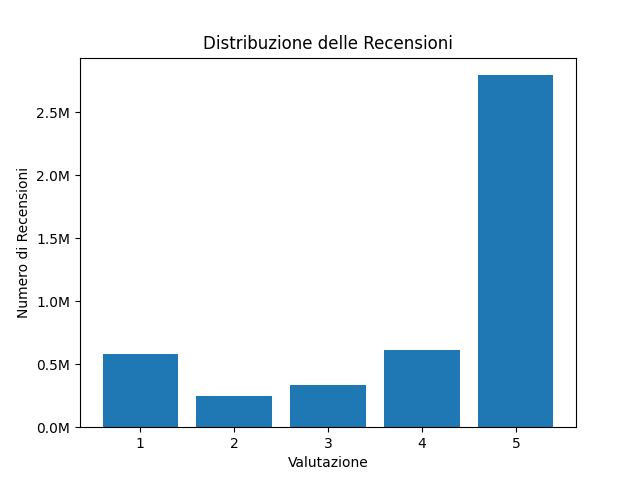 Distribuzione delle Recensioni
Numero di Recensioni
2.5M
2.0M
1.5M
1.0M
0.5M
0.0M
1 2 3 4 5
Valutazione